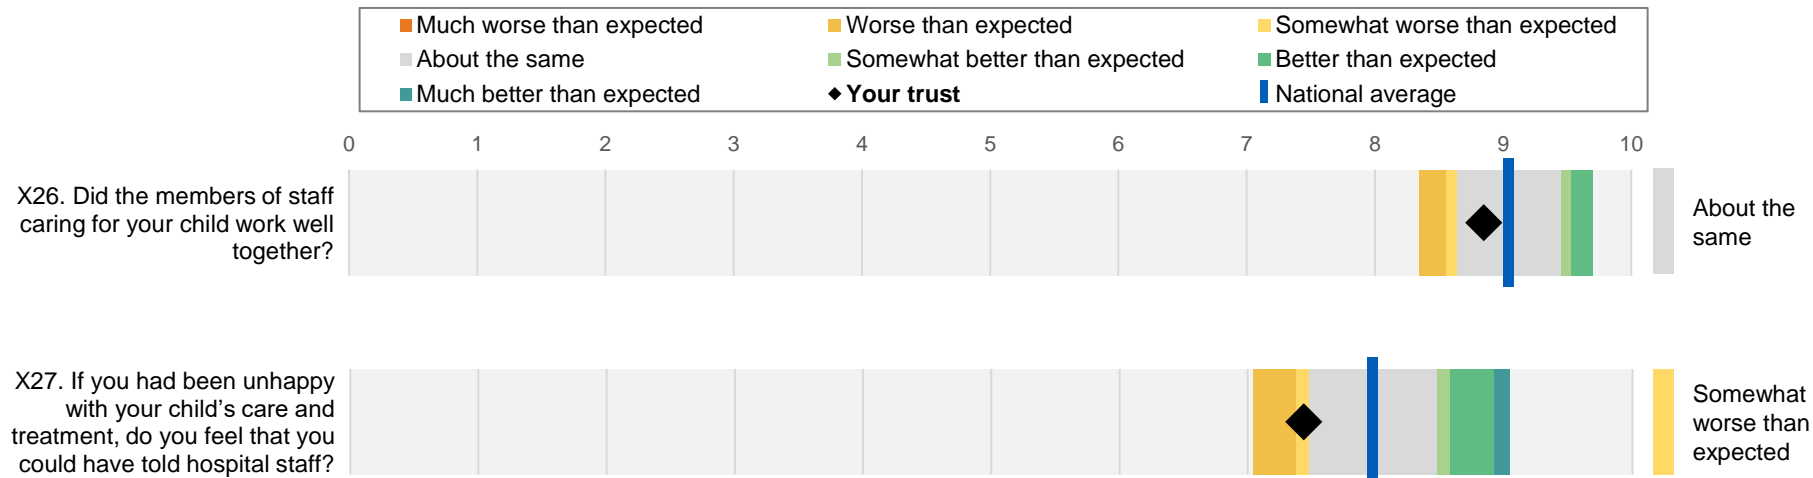 Much worse than expected Worse than expected Somewhat worse than expected
About the same Somewhat better than expected Better than expected
Much better than expected Your trust National average
0 1 2 3 4 5 6 7 8 9 10
X26. Did the members of staff
caring for your child work well
together?
About the
same
X27. If you had been unhappy
with your child’s care and
treatment, do you feel that you
could have told hospital staff?
Somewhat
worse than
expected